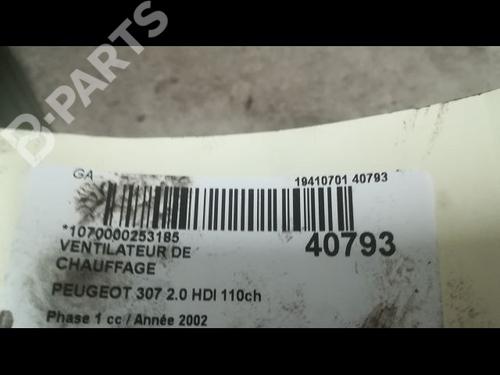 B-PARTS
GA
19410701 40793
*1070000253185
40793
VENTILATEUR DE
CHAUFFAGE
PEUGEOT 307 2.0 HDI 110ch
Phase 1 cc / Année 2002